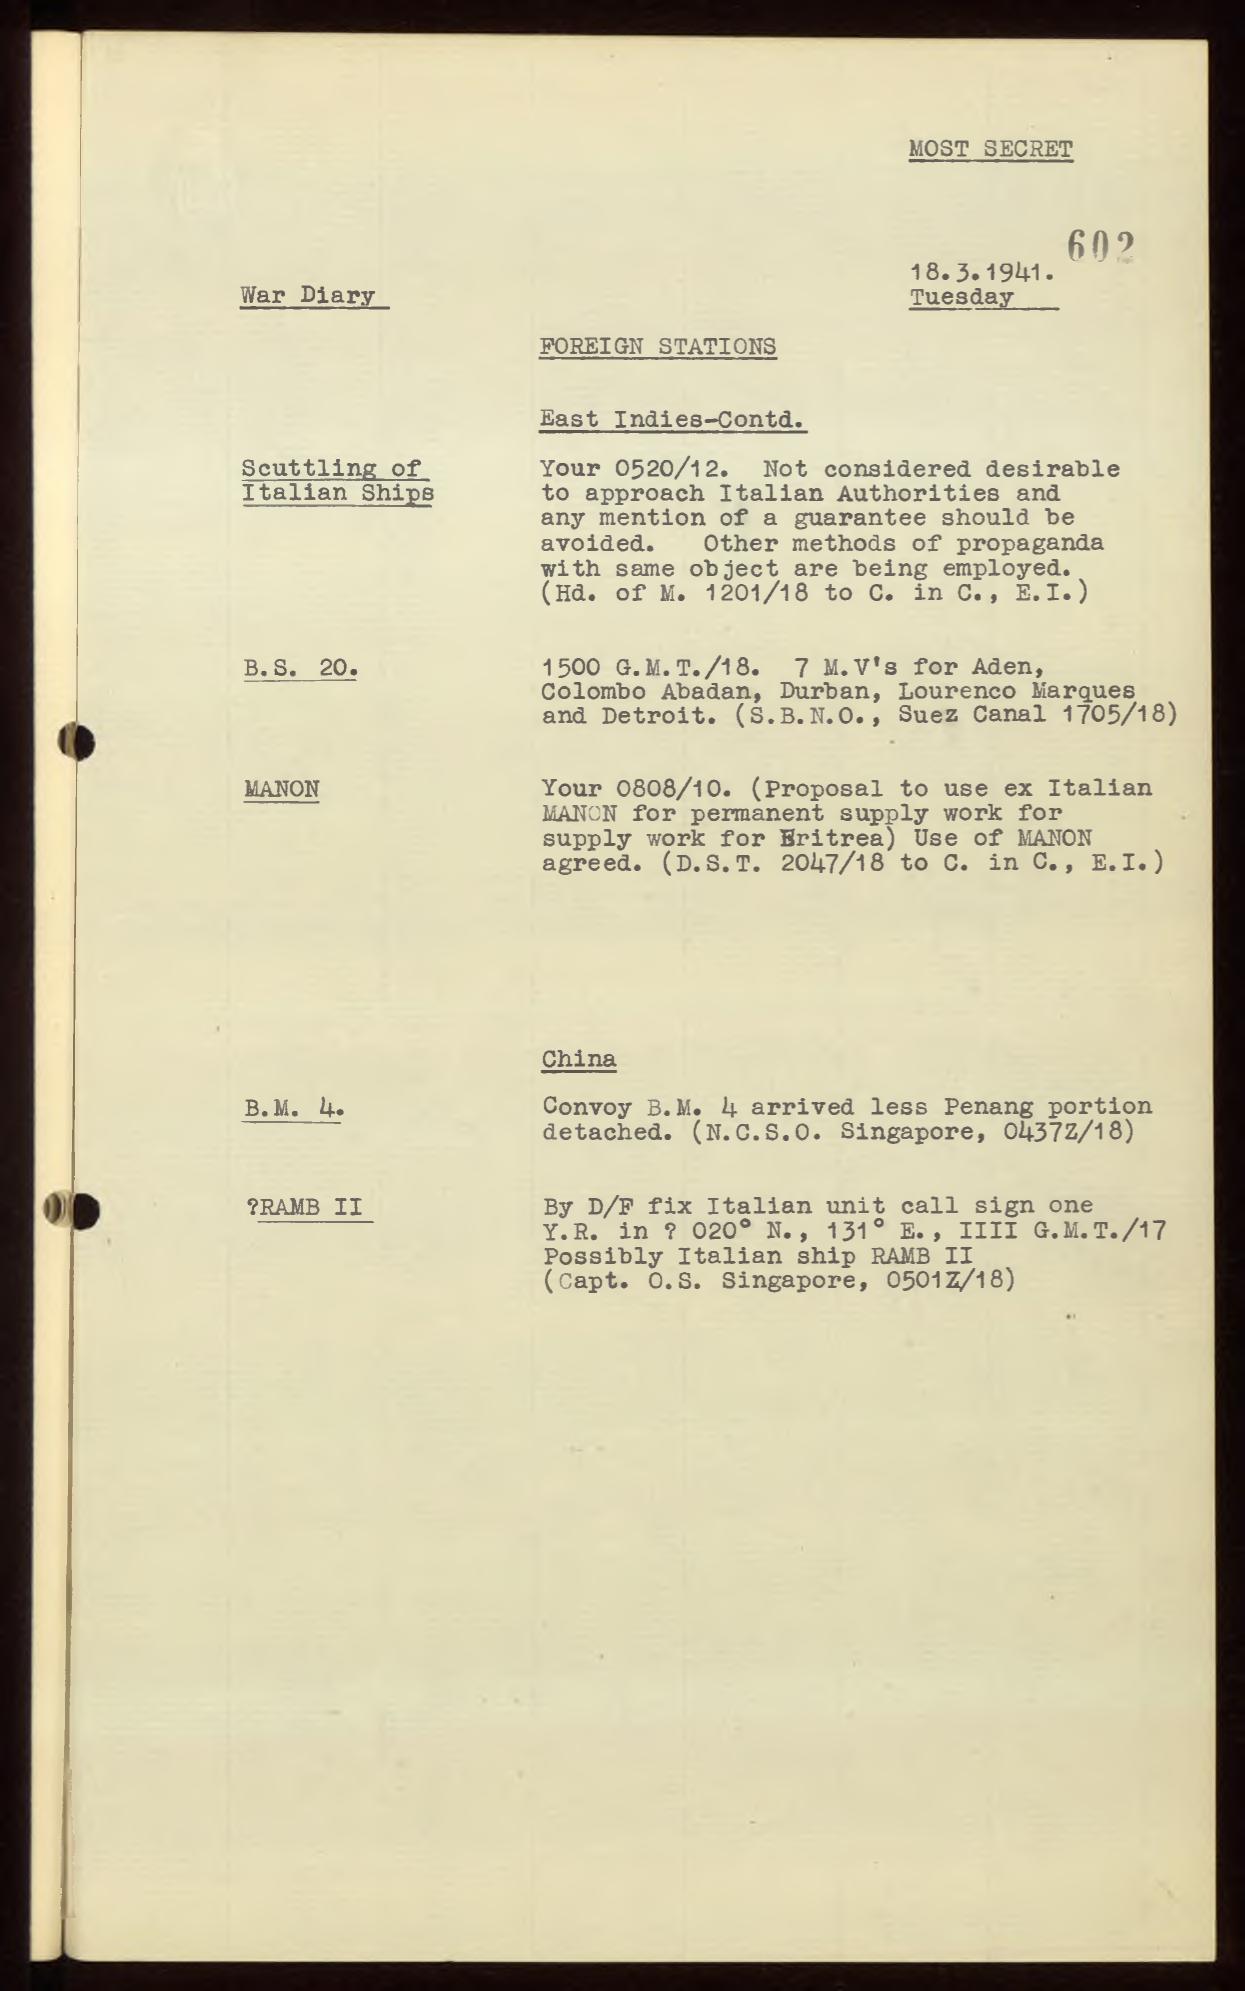 MOST SECRET
602
18.3.1941.
War Diary
Tuesday
FOREIGN STATIONS
East Indies-Contd.
Scuttling of
Italian Ships
Your 0520/12. Not considered desirable
to approach Italian Authorities and
any mention of a guarantee should be
avoided. Other methods of propaganda
with same object are being employed.
(Hd. of M. 1201/18 to C. in C., E.I.)
B.S. 20.
1500 G.M.T./18. 7 M.V's for Aden,
Colombo Abadan, Durban, Lourenco Marques
and Detroit. (S.B.N.O., Suez Canal 1705/18)
MANON
Your 0808/10. (Proposal to use ex Italian
MANON for permanent supply work for
supply work for Eritrea) Use of MANON
agreed. (D.S.T. 2047/18 to C. in C., E.I.)
China
B.M. 4.
Convoy B.M. 4 arrived less Penang portion
detached. (N.C.S.O. Singapore, 0437Z/18)
?RAMB II
By D/F fix Italian unit call sign one
Y.R. in ? 020° N., 131° E., IIII G.M.T./17
Possibly Italian ship RAMB II
(Capt. O.S. Singapore, 0501Z/18)